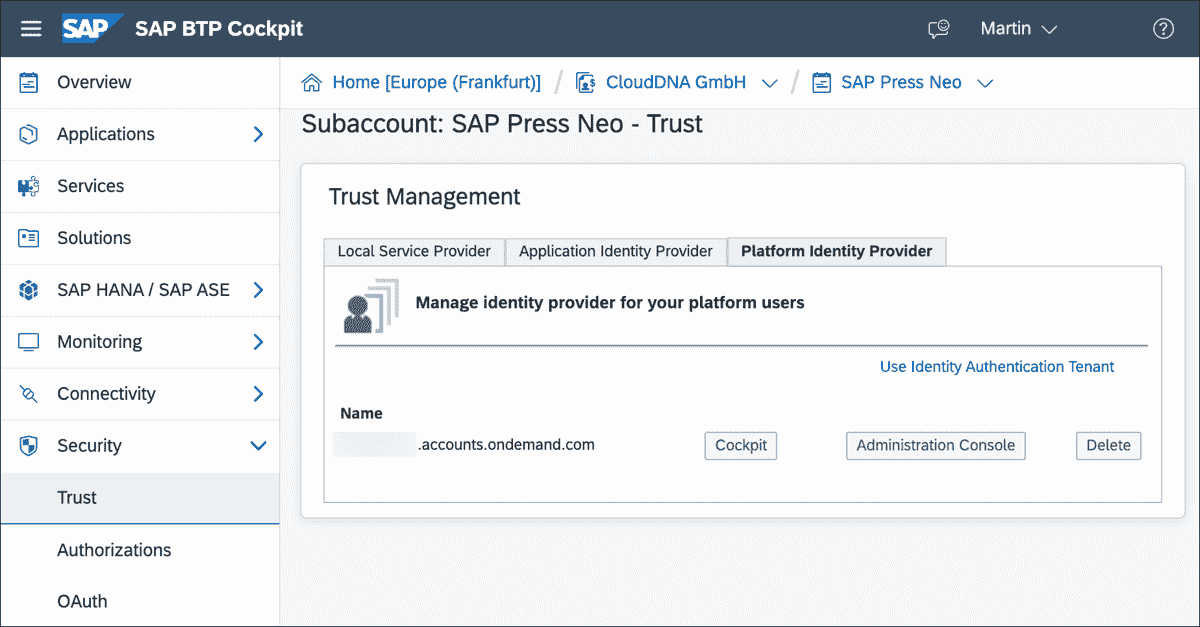 SAP SAP BTP Cockpit Martin
Overview
Applications
Services
Solutions
SAP HANA / SAP ASE
Monitoring
Connectivity
Security
Trust
Authorizations
OAuth
Home [Europe (Frankfurt)] / CloudDNA GmbH / SAP Press Neo
Subaccount: SAP Press Neo - Trust
Trust Management
Local Service Provider Application Identity Provider Platform Identity Provider
Manage identity provider for your platform users
Use Identity Authentication Tenant
Name
.accounts.ondemand.com Cockpit Administration Console Delete